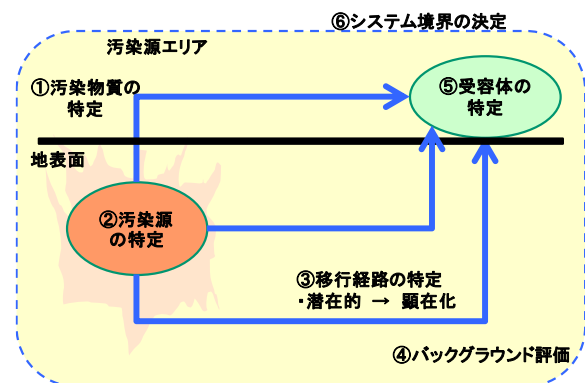 ⑥システム境界の決定
汚染源エリア
①汚染物質の
特定
⑤受容体の
特定
地表面
②汚染源
の特定
③移行経路の特定
・潜在的 → 顕在化
④バックグラウンド評価